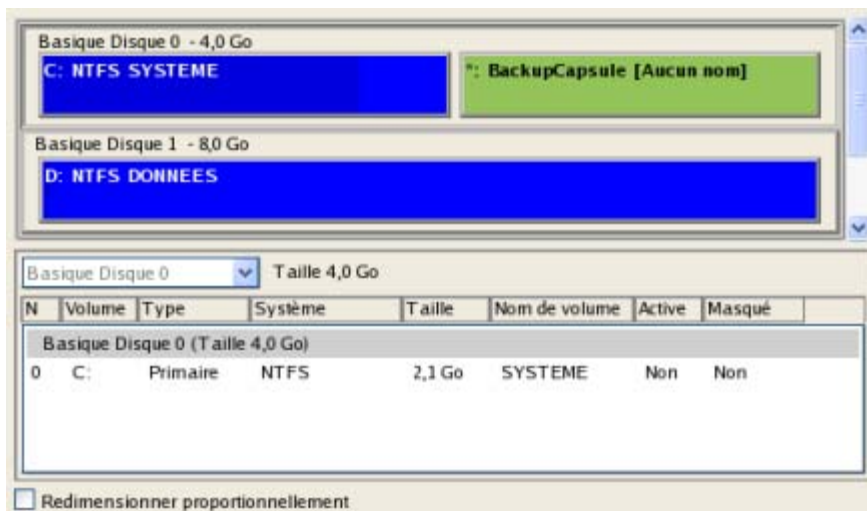 Basique Disque 0 - 4,0 Go
C: NTFS SYSTEME
*: BackupCapsule [Aucun nom]
Basique Disque 1 - 8,0 Go
D: NTFS DONNEES
Basique Disque 0
Taille 4,0 Go
N Volume Type Système Taille Nom de volume Active Masqué
Basique Disque 0 (Taille 4,0 Go)
0 C: Primaire NTFS 2,1 Go SYSTEME Non Non
Redimensionner proportionnellement